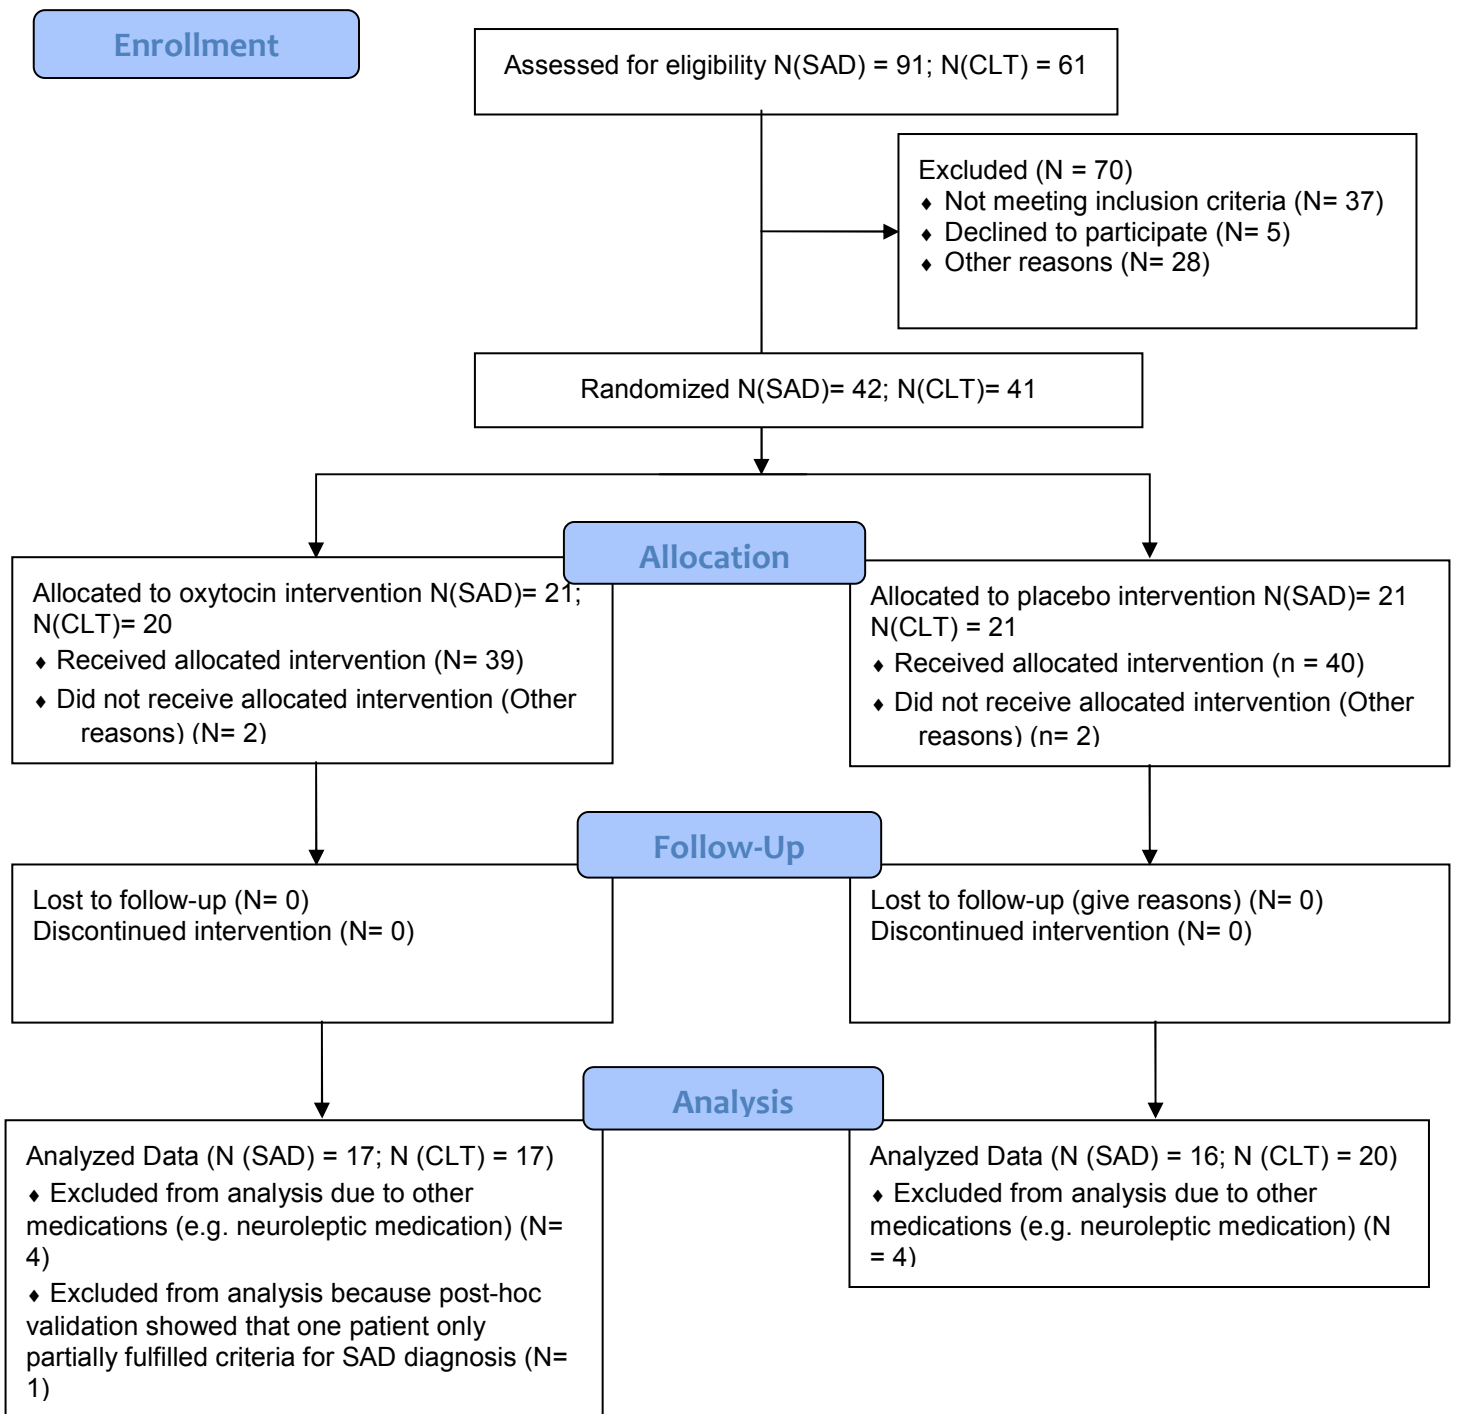 Enrollment
Assessed for eligibility N(SAD) = 91; N(CLT) = 61
Excluded (N = 70)
♦ Not meeting inclusion criteria (N= 37)
♦ Declined to participate (N= 5)
♦ Other reasons (N= 28)
Randomized N(SAD)= 42; N(CLT)= 41
Allocation
Allocated to oxytocin intervention N(SAD)= 21;
N(CLT)= 20
♦ Received allocated intervention (N= 39)
♦ Did not receive allocated intervention (Other
reasons) (N= 2)
Allocated to placebo intervention N(SAD)= 21
N(CLT) = 21
♦ Received allocated intervention (n = 40)
♦ Did not receive allocated intervention (Other
reasons) (n= 2)
Follow-Up
Lost to follow-up (N= 0)
Discontinued intervention (N= 0)
Lost to follow-up (give reasons) (N= 0)
Discontinued intervention (N= 0)
Analysis
Analyzed Data (N (SAD) = 17; N (CLT) = 17)
♦ Excluded from analysis due to other
medications (e.g. neuroleptic medication) (N=
4)
♦ Excluded from analysis because post-hoc
validation showed that one patient only
partially fulfilled criteria for SAD diagnosis (N=
1)
Analyzed Data (N (SAD) = 16; N (CLT) = 20)
♦ Excluded from analysis due to other
medications (e.g. neuroleptic medication) (N
= 4)